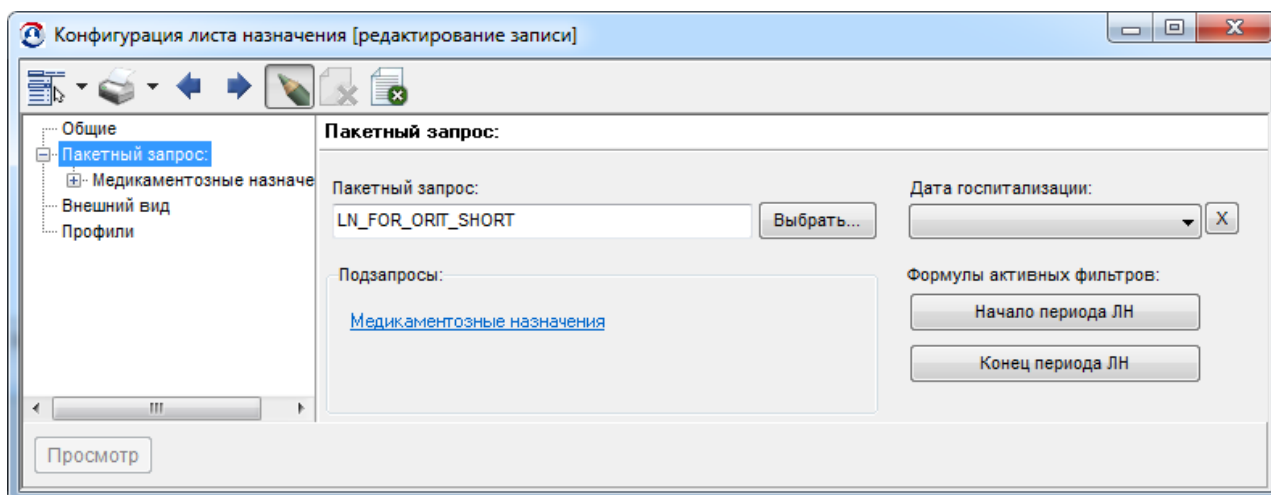 Конфигурация листа назначения [редактирование записи]
Общие
Пакетный запрос:
Медикаментозные назначе
Внешний вид
Профили
Пакетный запрос:
Пакетный запрос:
LN_FOR_ORIT_SHORT
Выбрать...
Дата госпитализации:
X
Подзапросы:
Медикаментозные назначения
Формулы активных фильтров:
Начало периода ЛН
Конец периода ЛН
Просмотр